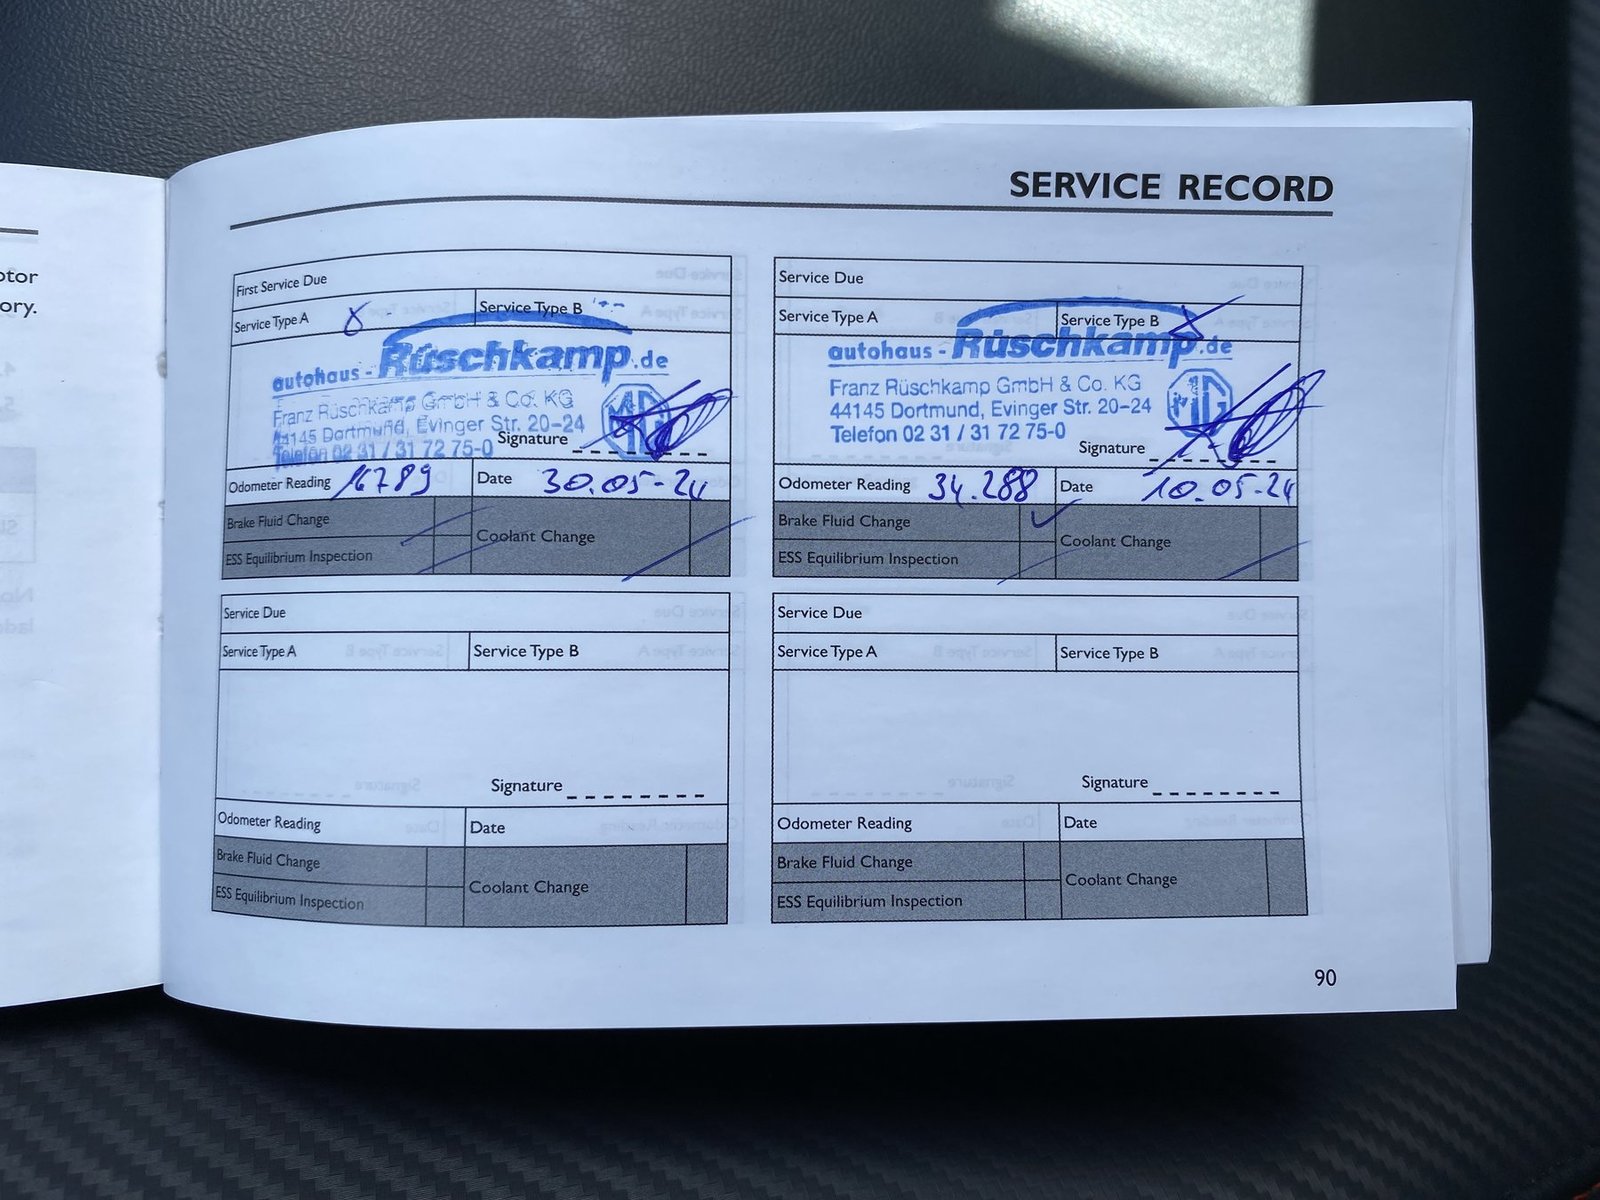 otor
ory.
SERVICE RECORD
First Service Due
Service Type A
Service Type B
autohaus - Rüschkamp.de
Franz Rüschkamp GmbH & Co. KG
44145 Dortmund, Evinger Str. 20-24
Telefon 02 31 / 31 72 75-0
MG
Signature
Odometer Reading 16789
Date 30.05-24
Brake Fluid Change
Coolant Change
ESS Equilibrium Inspection
Service Due
Service Type A
Service Type B x
autohaus - Rüschkamp.de
Franz Rüschkamp GmbH & Co. KG
44145 Dortmund, Evinger Str. 20-24
Telefon 02 31 / 31 72 75-0
MG
Signature
Odometer Reading 34.288
Date 10.05-24
Brake Fluid Change ✓
Coolant Change
ESS Equilibrium Inspection
Service Due
Service Type A
Service Type B
Signature
Odometer Reading
Date
Brake Fluid Change
Coolant Change
ESS Equilibrium Inspection
Service Due
Service Type A
Service Type B
Signature
Odometer Reading
Date
Brake Fluid Change
Coolant Change
ESS Equilibrium Inspection
90